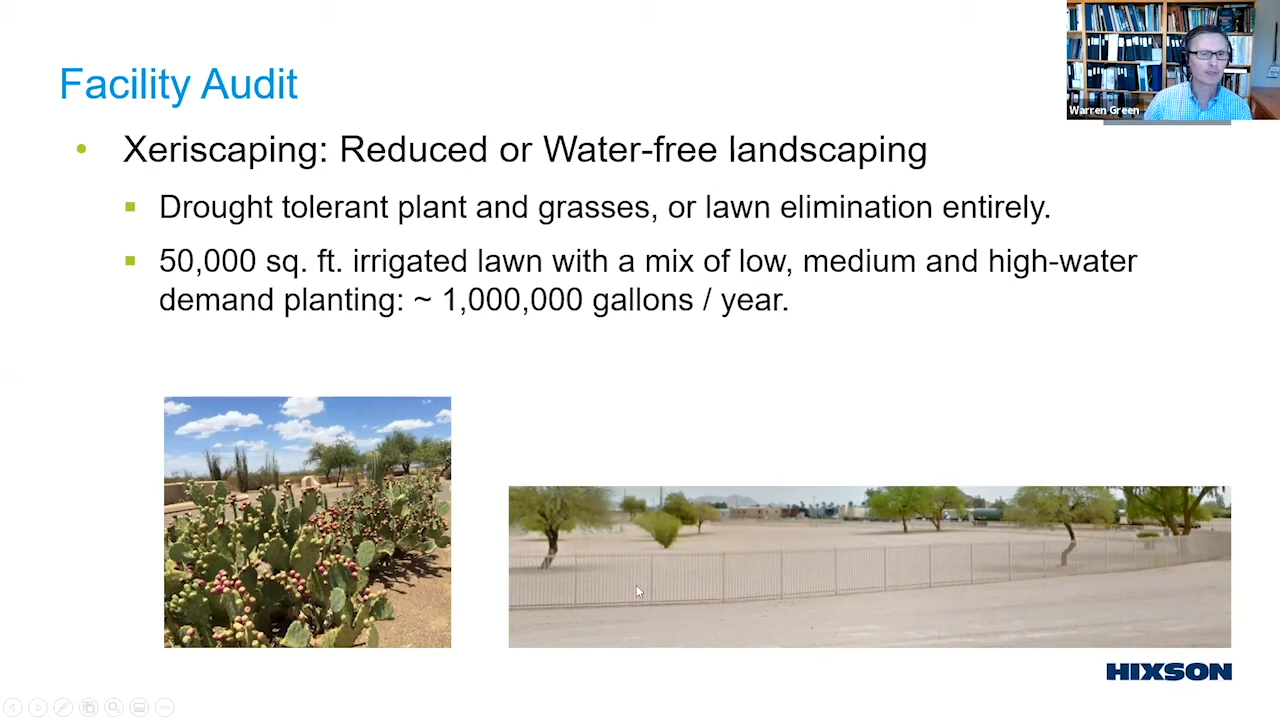 Facility Audit
Warren Green
• Xeriscaping: Reduced or Water-free landscaping
▪ Drought tolerant plant and grasses, or lawn elimination entirely.
▪ 50,000 sq. ft. irrigated lawn with a mix of low, medium and high-water
demand planting: ~ 1,000,000 gallons / year.
HIXSON